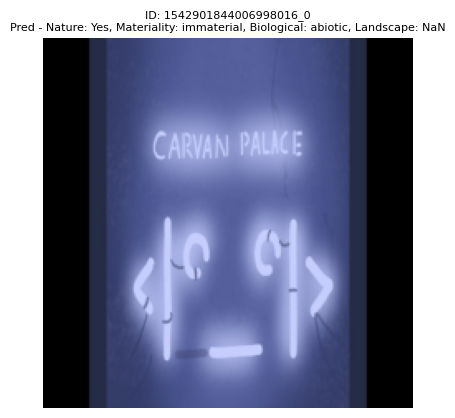 ID: 1542901844006998016_0
Pred - Nature: Yes, Materiality: immaterial, Biological: abiotic, Landscape: NaN
CARVAN PALACE
<|º|_|º|>